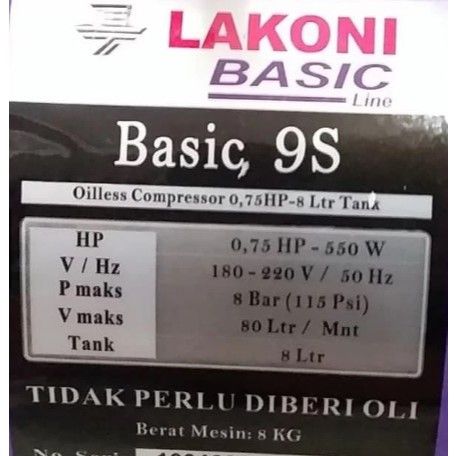 LAKONI
BASIC
Line
Basic, 9S
Oilless Compressor 0,75HP-8 Ltr Tank
HP 0,75 HP - 550 W
V / Hz 180 - 220 V / 50 Hz
P maks 8 Bar (115 Psi)
V maks 80 Ltr / Mnt
Tank 8 Ltr
TIDAK PERLU DIBERI OLI
Berat Mesin: 8 KG
No. Seri